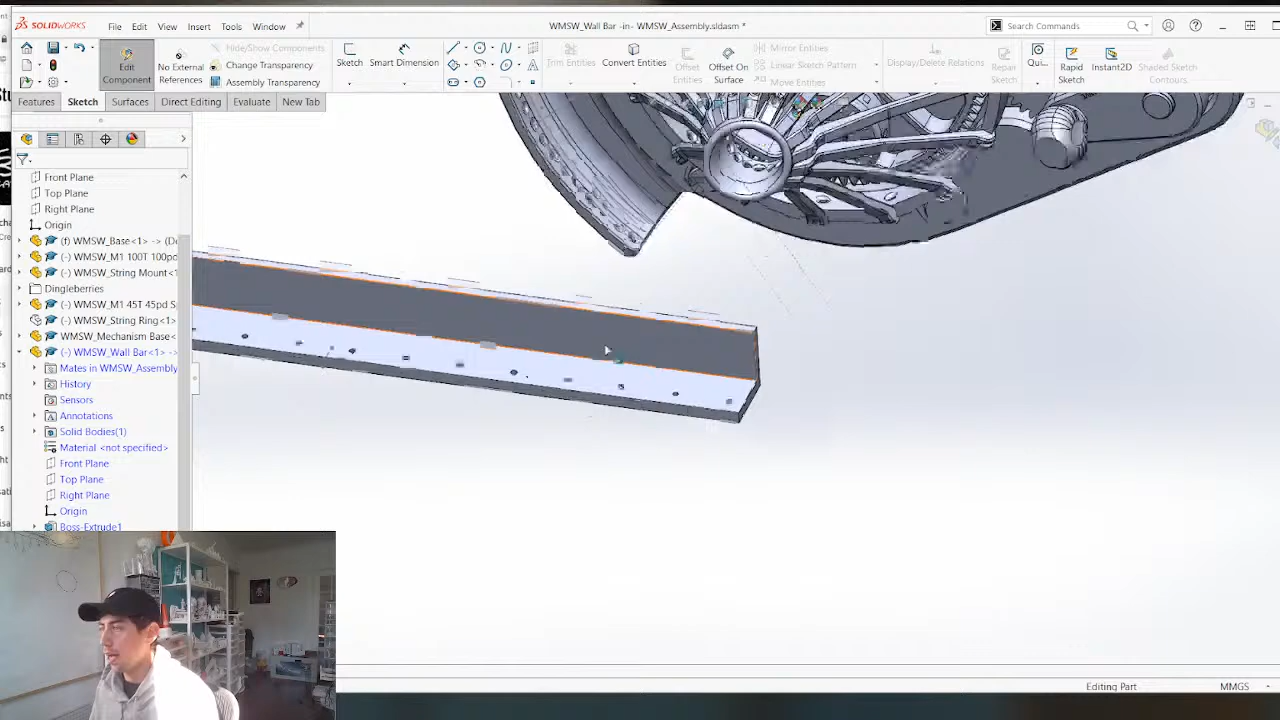 SOLIDWORKS File Edit View Insert Tools Window WMSW_Wall Bar -in- WMSW_Assembly.sldasm * Search Commands
Edit Component No External References Hide/Show Components Change Transparency Assembly Transparency Sketch Smart Dimension Trim Entities Convert Entities Offset Entities Offset On Surface Mirror Entities Linear Sketch Pattern Move Entities Display/Delete Relations Repair Sketch Qui... Rapid Sketch Instant2D Shaded Sketch Contours
Features Sketch Surfaces Direct Editing Evaluate New Tab
Front Plane
Top Plane
Right Plane
Origin
(f) WMSW_Base<1> -> (De
(-) WMSW_M1 100T 100pd
(-) WMSW_String Mount<1
Dingleberries
(-) WMSW_M1 45T 45pd S
(-) WMSW_String Ring<1>
WMSW_Mechanism Base<
(-) WMSW_Wall Bar<1> ->
Mates in WMSW_Assembly
History
Sensors
Annotations
Solid Bodies(1)
Material <not specified>
Front Plane
Top Plane
Right Plane
Origin
Boss-Extrude1
Editing Part MMGS